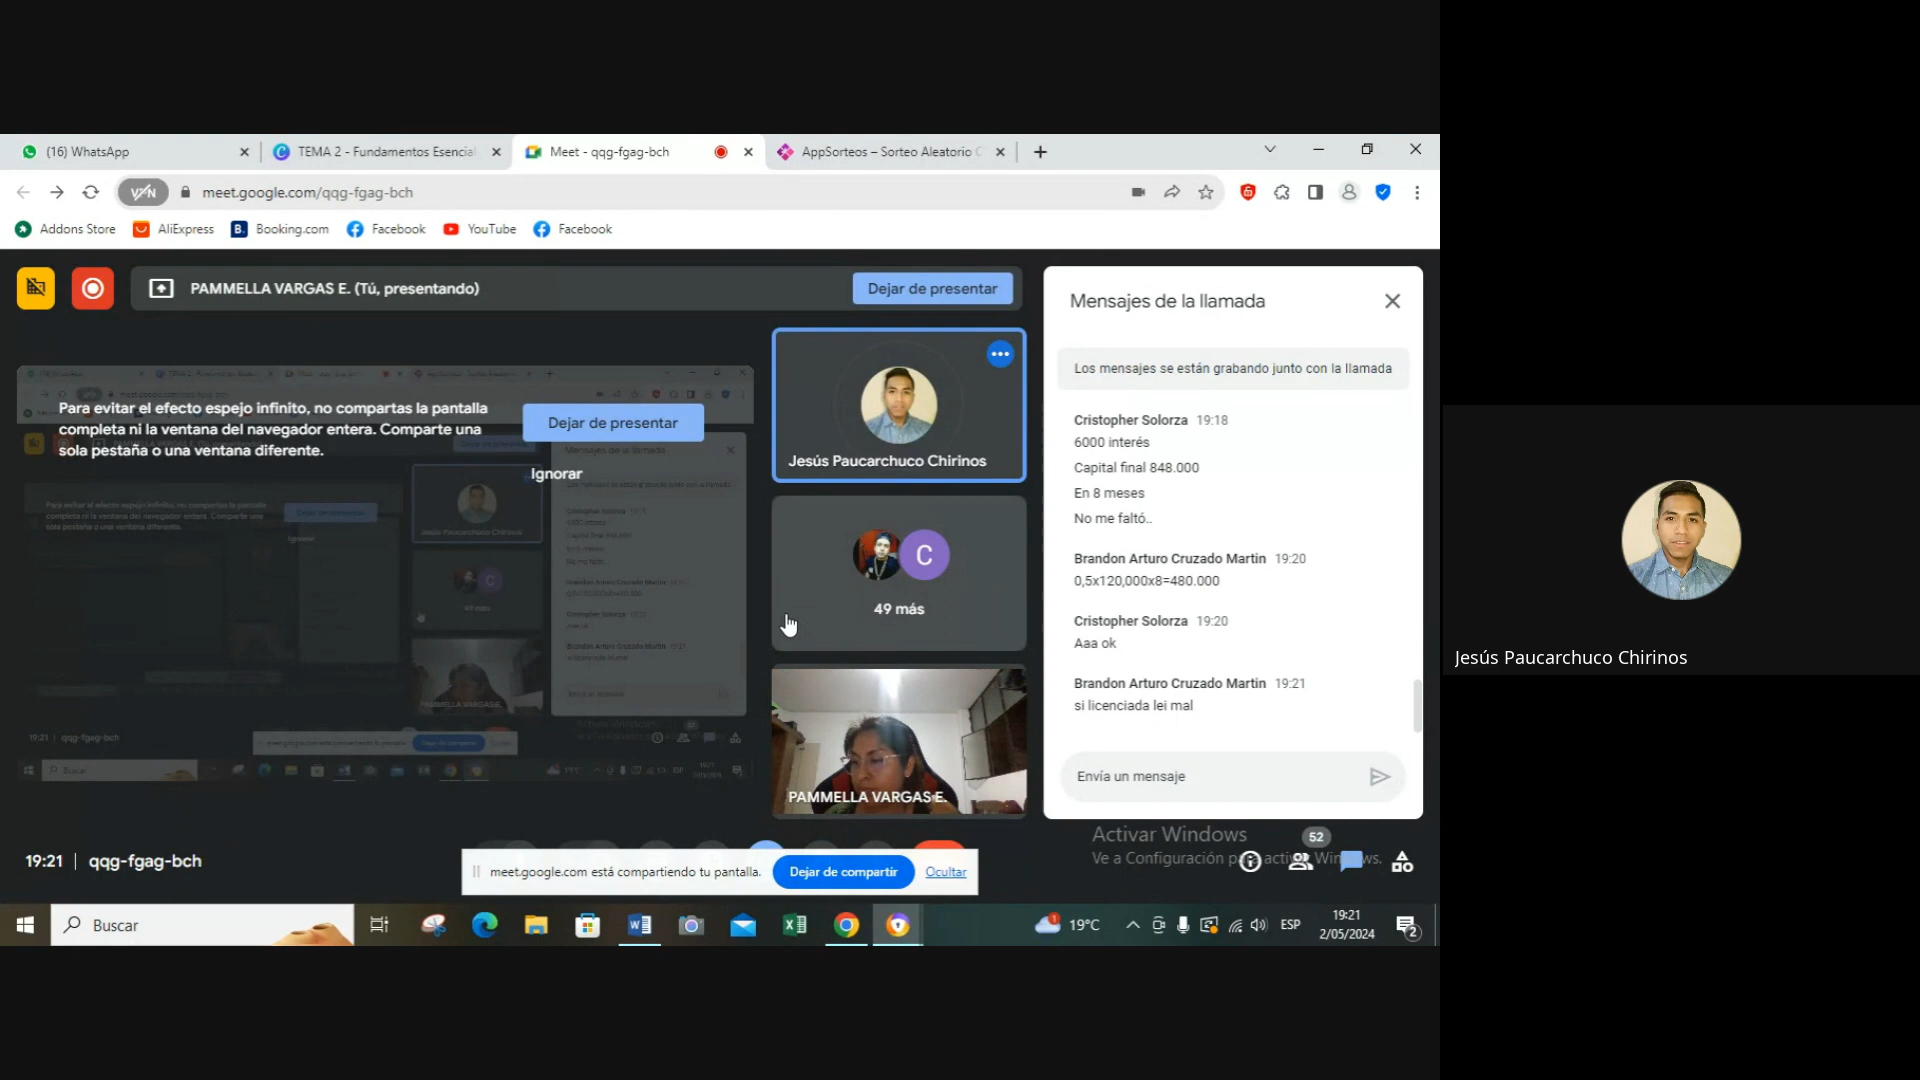 (16) WhatsApp
TEMA 2 - Fundamentos Esencia
Meet - qqg-fgag-bch
AppSorteos – Sorteo Aleatorio C
VPN
meet.google.com/qqg-fgag-bch
Addons Store
AliExpress
B.
Booking.com
Facebook
YouTube
Facebook
PAMMELLA VARGAS E. (Tú, presentando)
Dejar de presentar
Para evitar el efecto espejo infinito, no compartas la pantalla
completa ni la ventana del navegador entera. Comparte una
sola pestaña o una ventana diferente.
Dejar de presentar
Ignorar
Jesús Paucarchuco Chirinos
C
49 más
PAMMELLA VARGAS E.
Mensajes de la llamada
Los mensajes se están grabando junto con la llamada
Cristopher Solorza 19:18
6000 interés
Capital final 848.000
En 8 meses
No me faltó..
Brandon Arturo Cruzado Martin 19:20
0,5x120,000x8=480.000
Cristopher Solorza 19:20
Aaa ok
Brandon Arturo Cruzado Martin 19:21
si licenciada lei mal
Envía un mensaje
Jesús Paucarchuco Chirinos
19:21 | qqg-fgag-bch
meet.google.com está compartiendo tu pantalla.
Dejar de compartir
Ocultar
Activar Windows
Ve a Configuración para activar Windows.
52
Buscar
19°C
ESP
19:21
2/05/2024
2